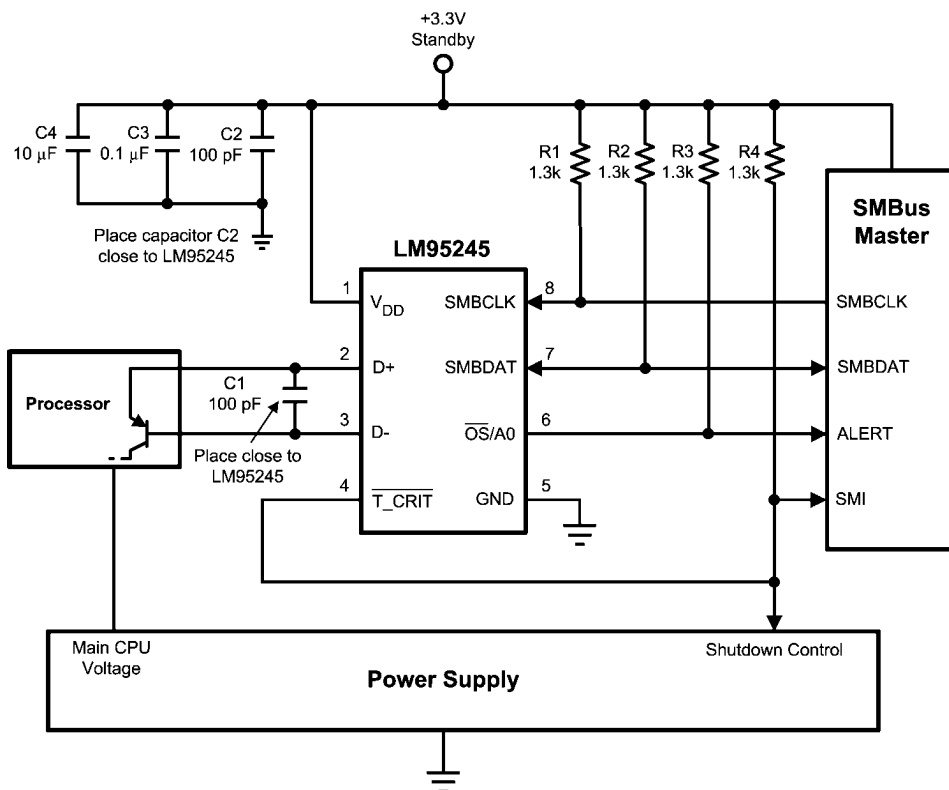 +3.3V
Standby
C4
10 µF
C3
0.1 µF
C2
100 pF
R1
1.3k
R2
1.3k
R3
1.3k
R4
1.3k
Place capacitor C2
close to LM95245
LM95245
SMBus
Master
1
VDD
SMBCLK
8
SMBCLK
2
D+
SMBDAT
7
SMBDAT
Processor
C1
100 pF
3
D-
OS/A0
6
ALERT
Place close to
LM95245
4
T_CRIT
GND
5
SMI
Main CPU
Voltage
Shutdown Control
Power Supply